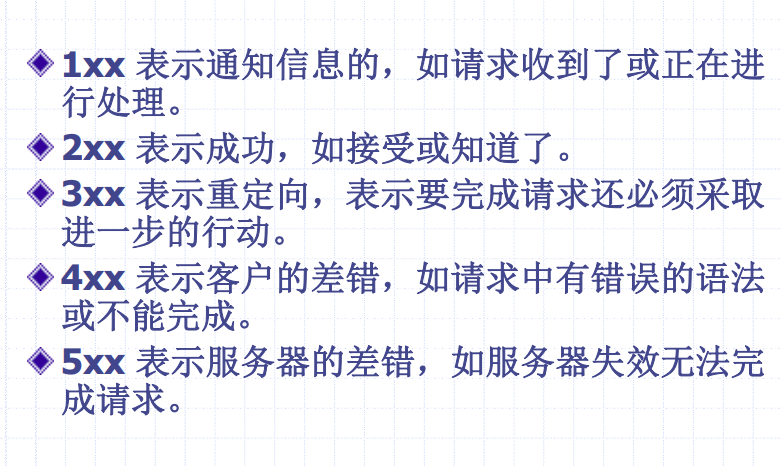 1xx 表示通知信息的，如请求收到了或正在进
行处理。
2xx 表示成功，如接受或知道了。
3xx 表示重定向，表示要完成请求还必须采取
进一步的行动。
4xx 表示客户的差错，如请求中有错误的语法
或不能完成。
5xx 表示服务器的差错，如服务器失效无法完
成请求。